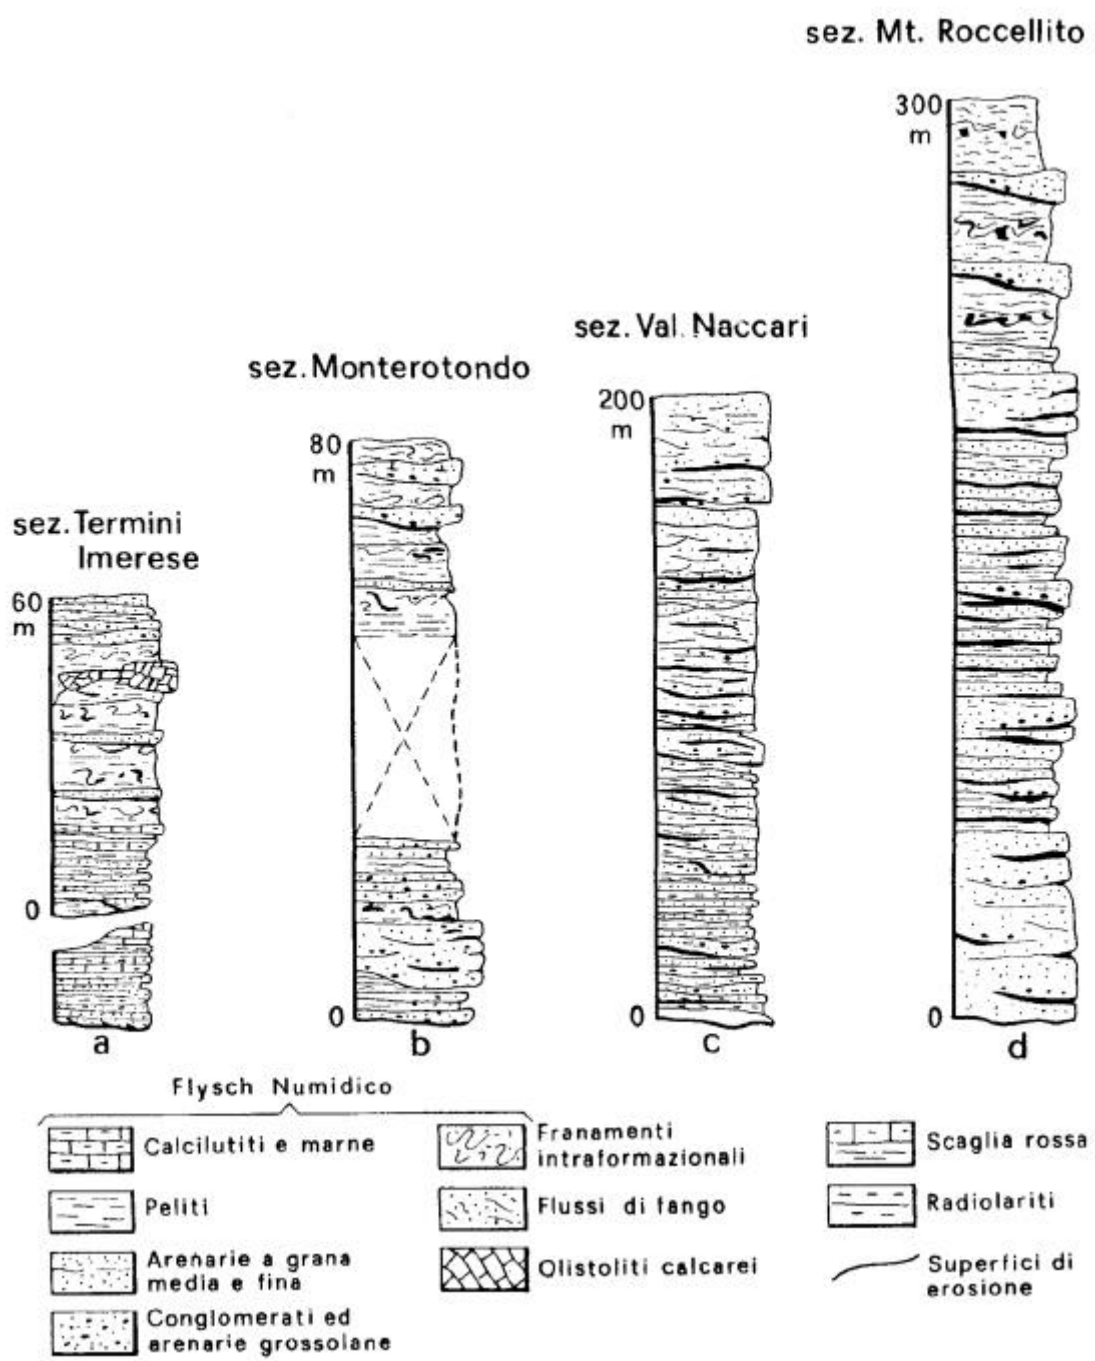 sez. Mt. Roccellito
300
m
sez. Val. Naccari
200
m
sez. Monterotondo
80
m
sez. Termini
Imerese
60
m
0
0
0
0
a
b
c
d
Flysch Numidico
Calcilutiti e marne
Peliti
Arenarie a grana
media e fina
Conglomerati ed
arenarie grossolane
Franamenti
intraformazionali
Flussi di fango
Olistoliti calcarei
Scaglia rossa
Radiolariti
Superfici di
erosione